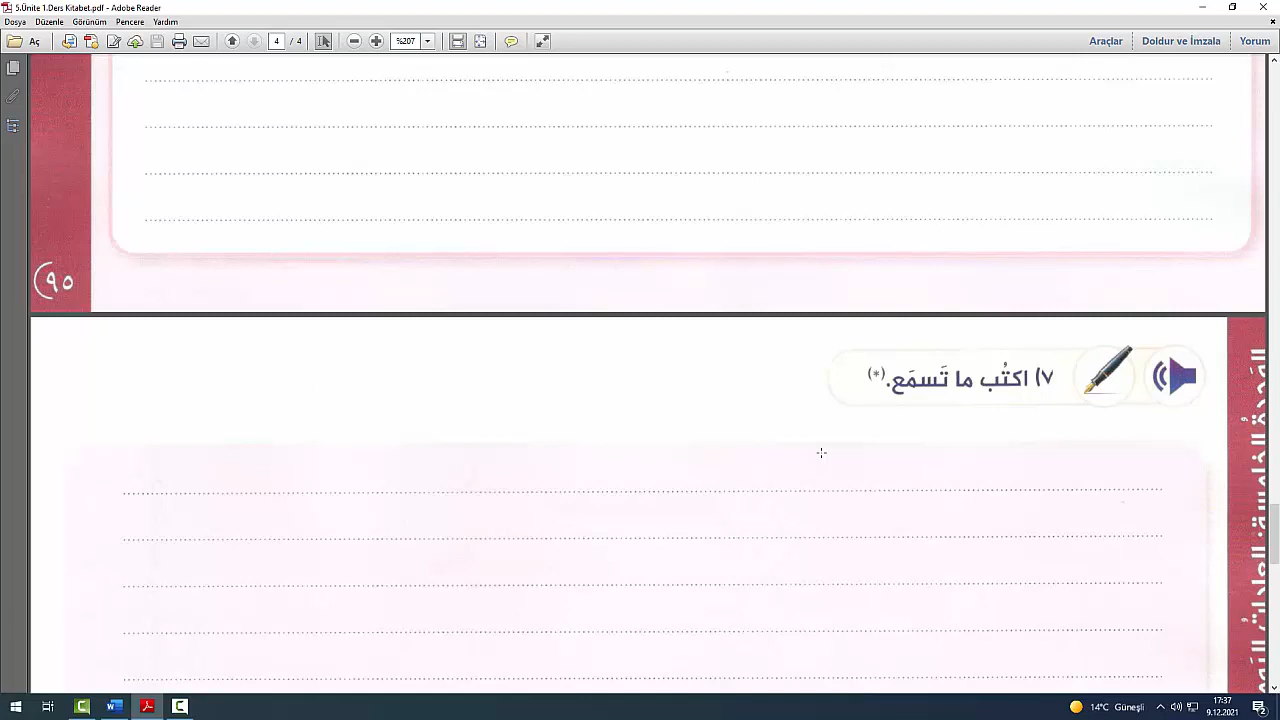 5.Ünite 1.Ders Kitabet.pdf - Adobe Reader
Dosya Düzenle Görünüm Pencere Yardım
Aç 4 / 4 %207 Araçlar Doldur ve İmzala Yorum
٩٥
٧) اكتُب ما تَسمَع.(*)
14°C Güneşli 17:37
9.12.2021